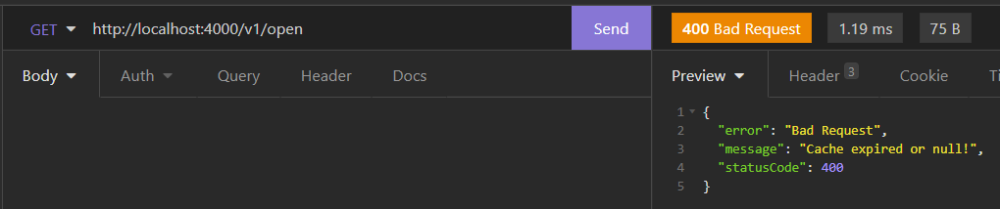 GET http://localhost:4000/v1/open Send 400 Bad Request 1.19 ms 75 B
Body Auth Query Header Docs Preview Header 3 Cookie Ti
1 {
2 "error": "Bad Request",
3 "message": "Cache expired or null!",
4 "statusCode": 400
5 }